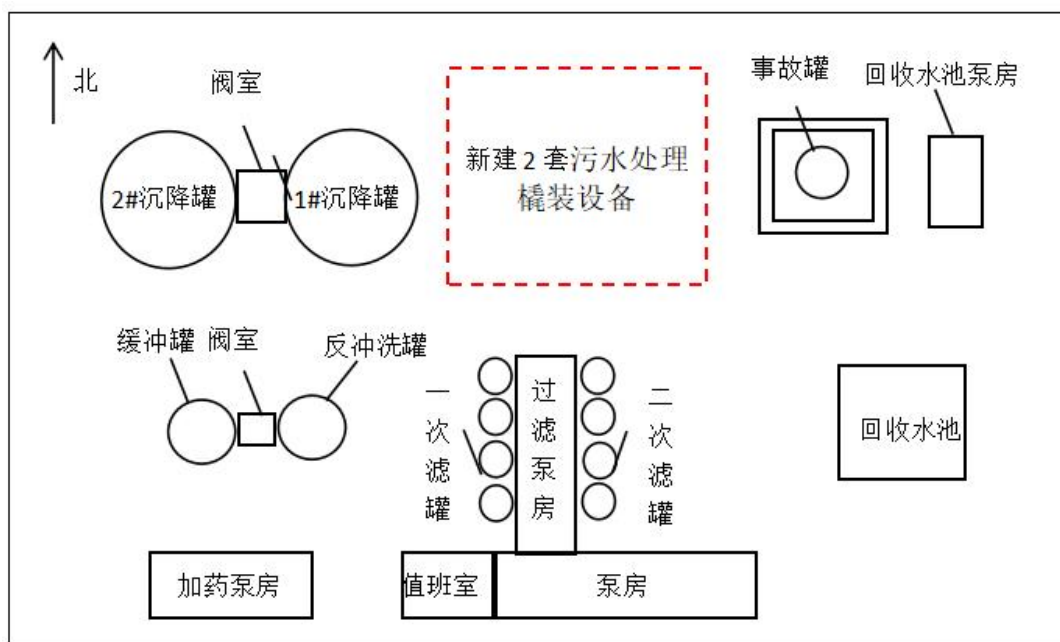 北
阀室
事故罐
回收水池泵房
2#沉降罐
1#沉降罐
新建2套污水处理
橇装设备
缓冲罐
阀室
反冲洗罐
一次滤罐
过滤泵房
二次滤罐
回收水池
加药泵房
值班室
泵房